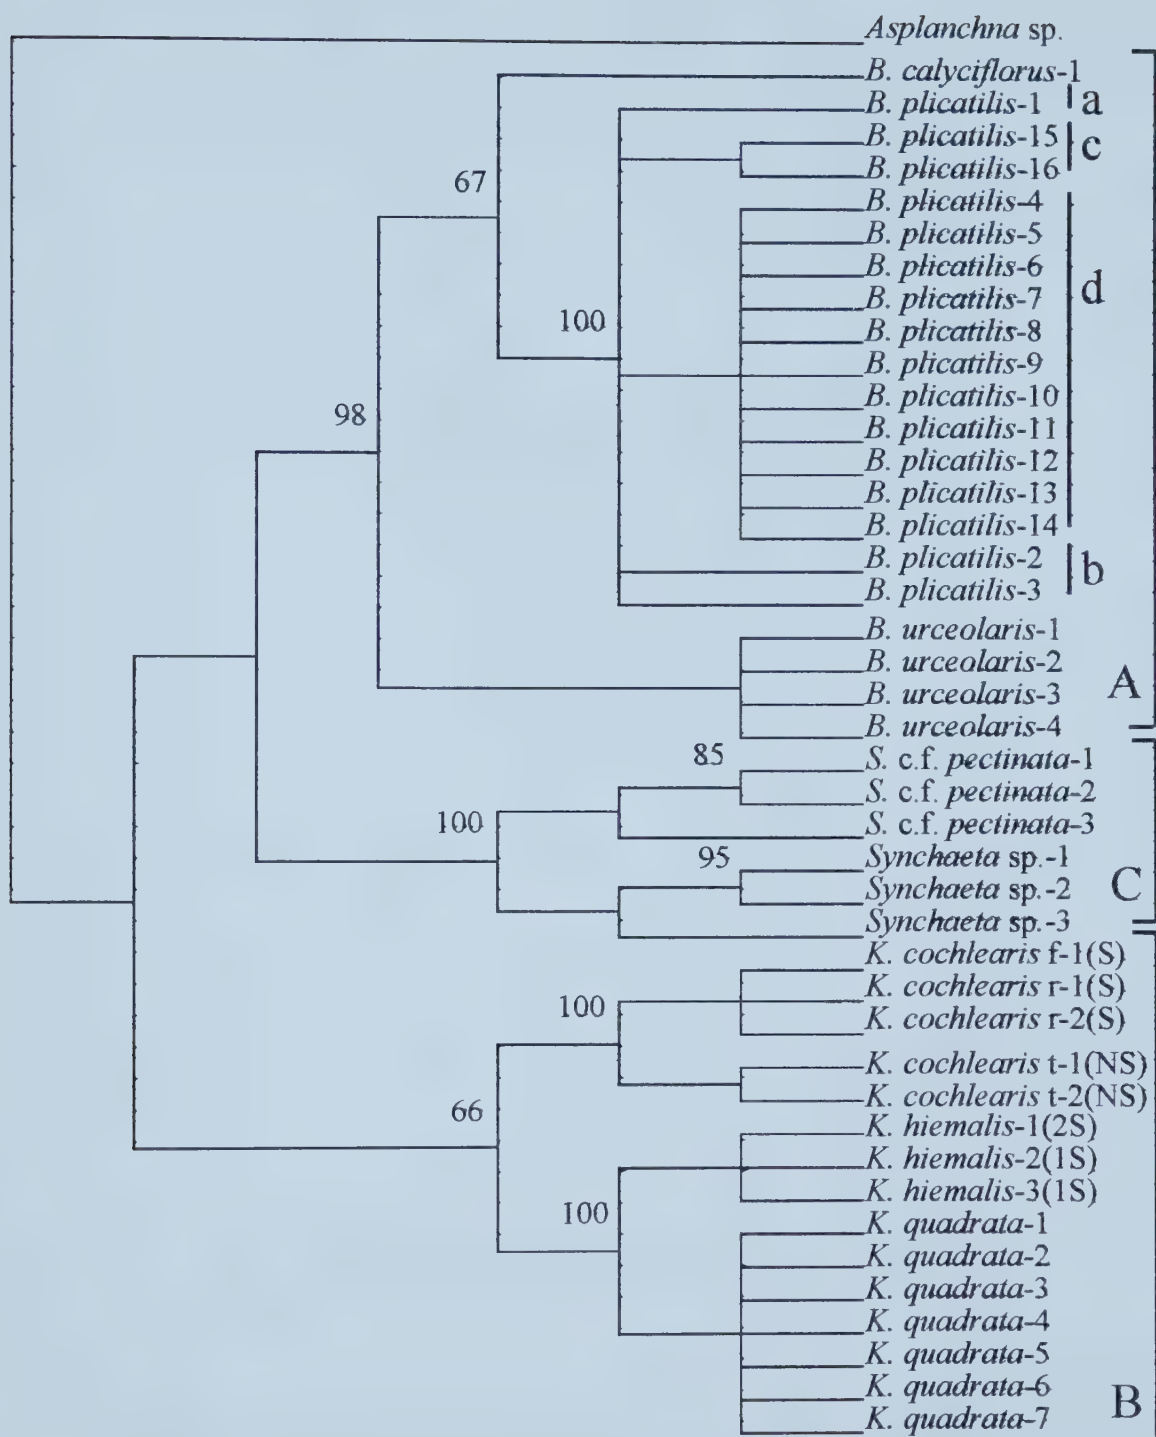 Asplanchna sp.
B. calyciflorus-1
B. plicatilis-1 a
B. plicatilis-15
c
B. plicatilis-16
67
B. plicatilis-4
B. plicatilis-5
B. plicatilis-6
d
B. plicatilis-7
100
B. plicatilis-8
B. plicatilis-9
B. plicatilis-10
98
B. plicatilis-11
B. plicatilis-12
B. plicatilis-13
B. plicatilis-14
B. plicatilis-2
b
B. plicatilis-3
B. urceolaris-1
B. urceolaris-2
B. urceolaris-3
A
B. urceolaris-4
85
S. c.f. pectinata-1
S. c.f. pectinata-2
100
S. c.f. pectinata-3
95
Synchaeta sp.-1
Synchaeta sp.-2
C
Synchaeta sp.-3
K. cochlearis f-1(S)
K. cochlearis r-1(S)
100
K. cochlearis r-2(S)
K. cochlearis t-1(NS)
K. cochlearis t-2(NS)
66
K. hiemalis-1(2S)
K. hiemalis-2(1S)
K. hiemalis-3(1S)
100
K. quadrata-1
K. quadrata-2
K. quadrata-3
K. quadrata-4
K. quadrata-5
K. quadrata-6
B
K. quadrata-7